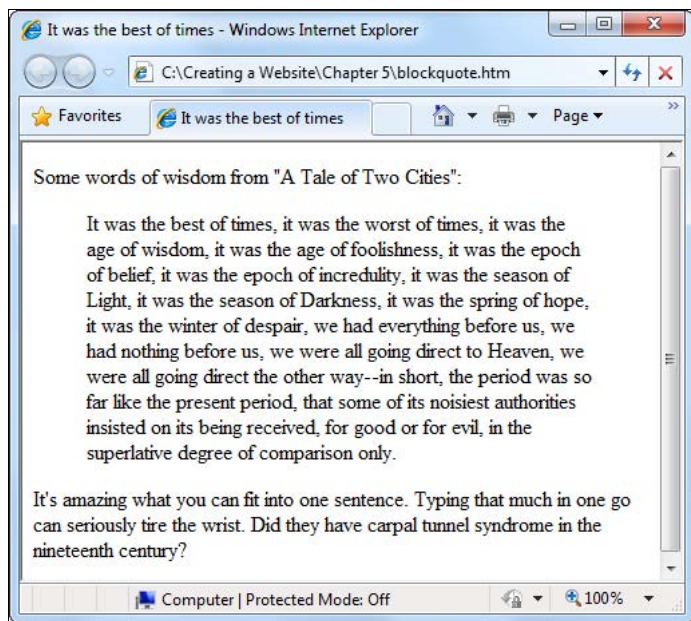 It was the best of times - Windows Internet Explorer
C:\Creating a Website\Chapter 5\blockquote.htm
Favorites
It was the best of times
Page
Some words of wisdom from "A Tale of Two Cities":
It was the best of times, it was the worst of times, it was the
age of wisdom, it was the age of foolishness, it was the epoch
of belief, it was the epoch of incredulity, it was the season of
Light, it was the season of Darkness, it was the spring of hope,
it was the winter of despair, we had everything before us, we
had nothing before us, we were all going direct to Heaven, we
were all going direct the other way--in short, the period was so
far like the present period, that some of its noisiest authorities
insisted on its being received, for good or for evil, in the
superlative degree of comparison only.
It's amazing what you can fit into one sentence. Typing that much in one go
can seriously tire the wrist. Did they have carpal tunnel syndrome in the
nineteenth century?
Computer | Protected Mode: Off
100%